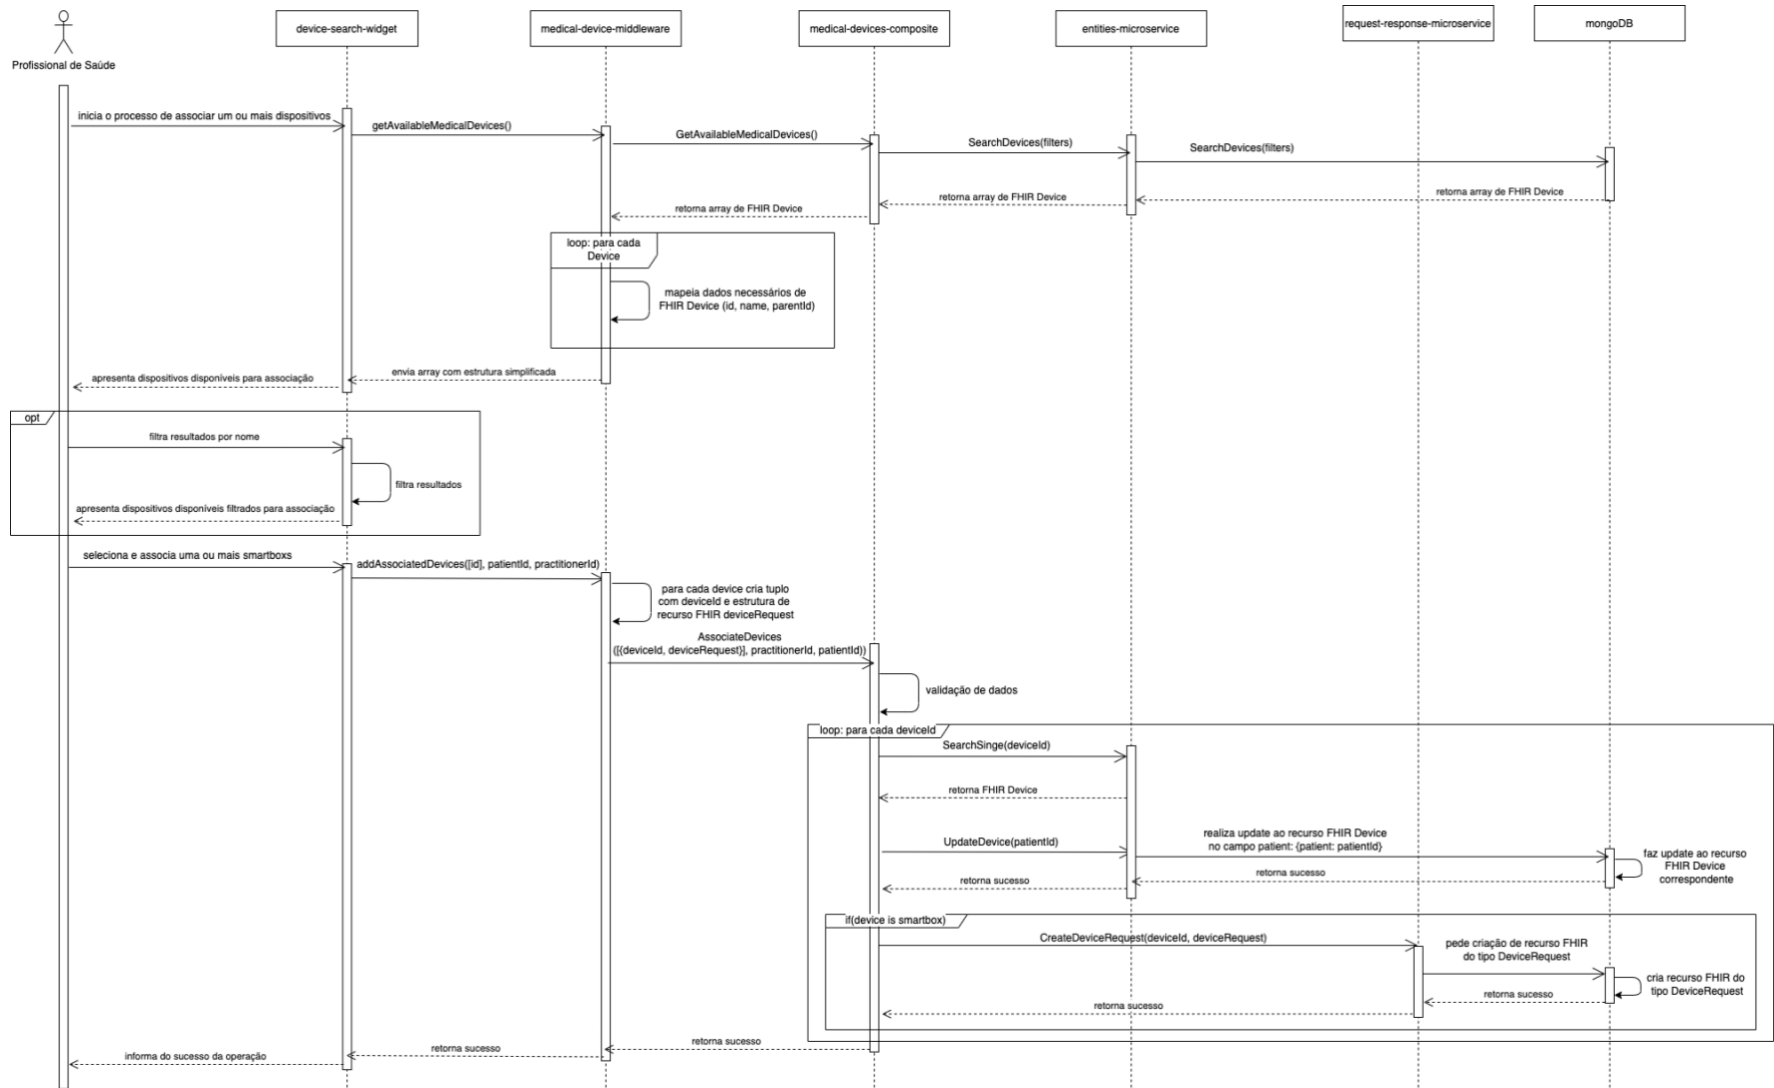 device-search-widget
medical-device-middleware
medical-devices-composite
entities-microservice
request-response-microservice
mongoDB
Profissional de Saúde
inicia o processo de associar um ou mais dispositivos
getAvailableMedicalDevices()
GetAvailableMedicalDevices()
SearchDevices(filters)
SearchDevices(filters)
retorna array de FHIR Device
retorna array de FHIR Device
retorna array de FHIR Device
loop: para cada
Device
mapeia dados necessários de
FHIR Device (id, name, parentId)
envia array com estrutura simplificada
apresenta dispositivos disponíveis para associação
opt
filtra resultados por nome
filtra resultados
apresenta dispositivos disponíveis filtrados para associação
seleciona e associa uma ou mais smartboxs
addAssociatedDevices([id], patientId, practitionerId)
para cada device cria tuplo
com deviceId e estrutura de
recurso FHIR deviceRequest
AssociateDevices
([{deviceId, deviceRequest}], practitionerId, patientId))
validação de dados
loop: para cada deviceId
SearchSinge(deviceId)
retorna FHIR Device
UpdateDevice(patientId)
realiza update ao recurso FHIR Device
no campo patient: {patient: patientId}
faz update ao recurso
FHIR Device
correspondente
retorna sucesso
retorna sucesso
if(device is smartbox)
CreateDeviceRequest(deviceId, deviceRequest)
pede criação de recurso FHIR
do tipo DeviceRequest
cria recurso FHIR do
tipo DeviceRequest
retorna sucesso
retorna sucesso
retorna sucesso
retorna sucesso
informa do sucesso da operação